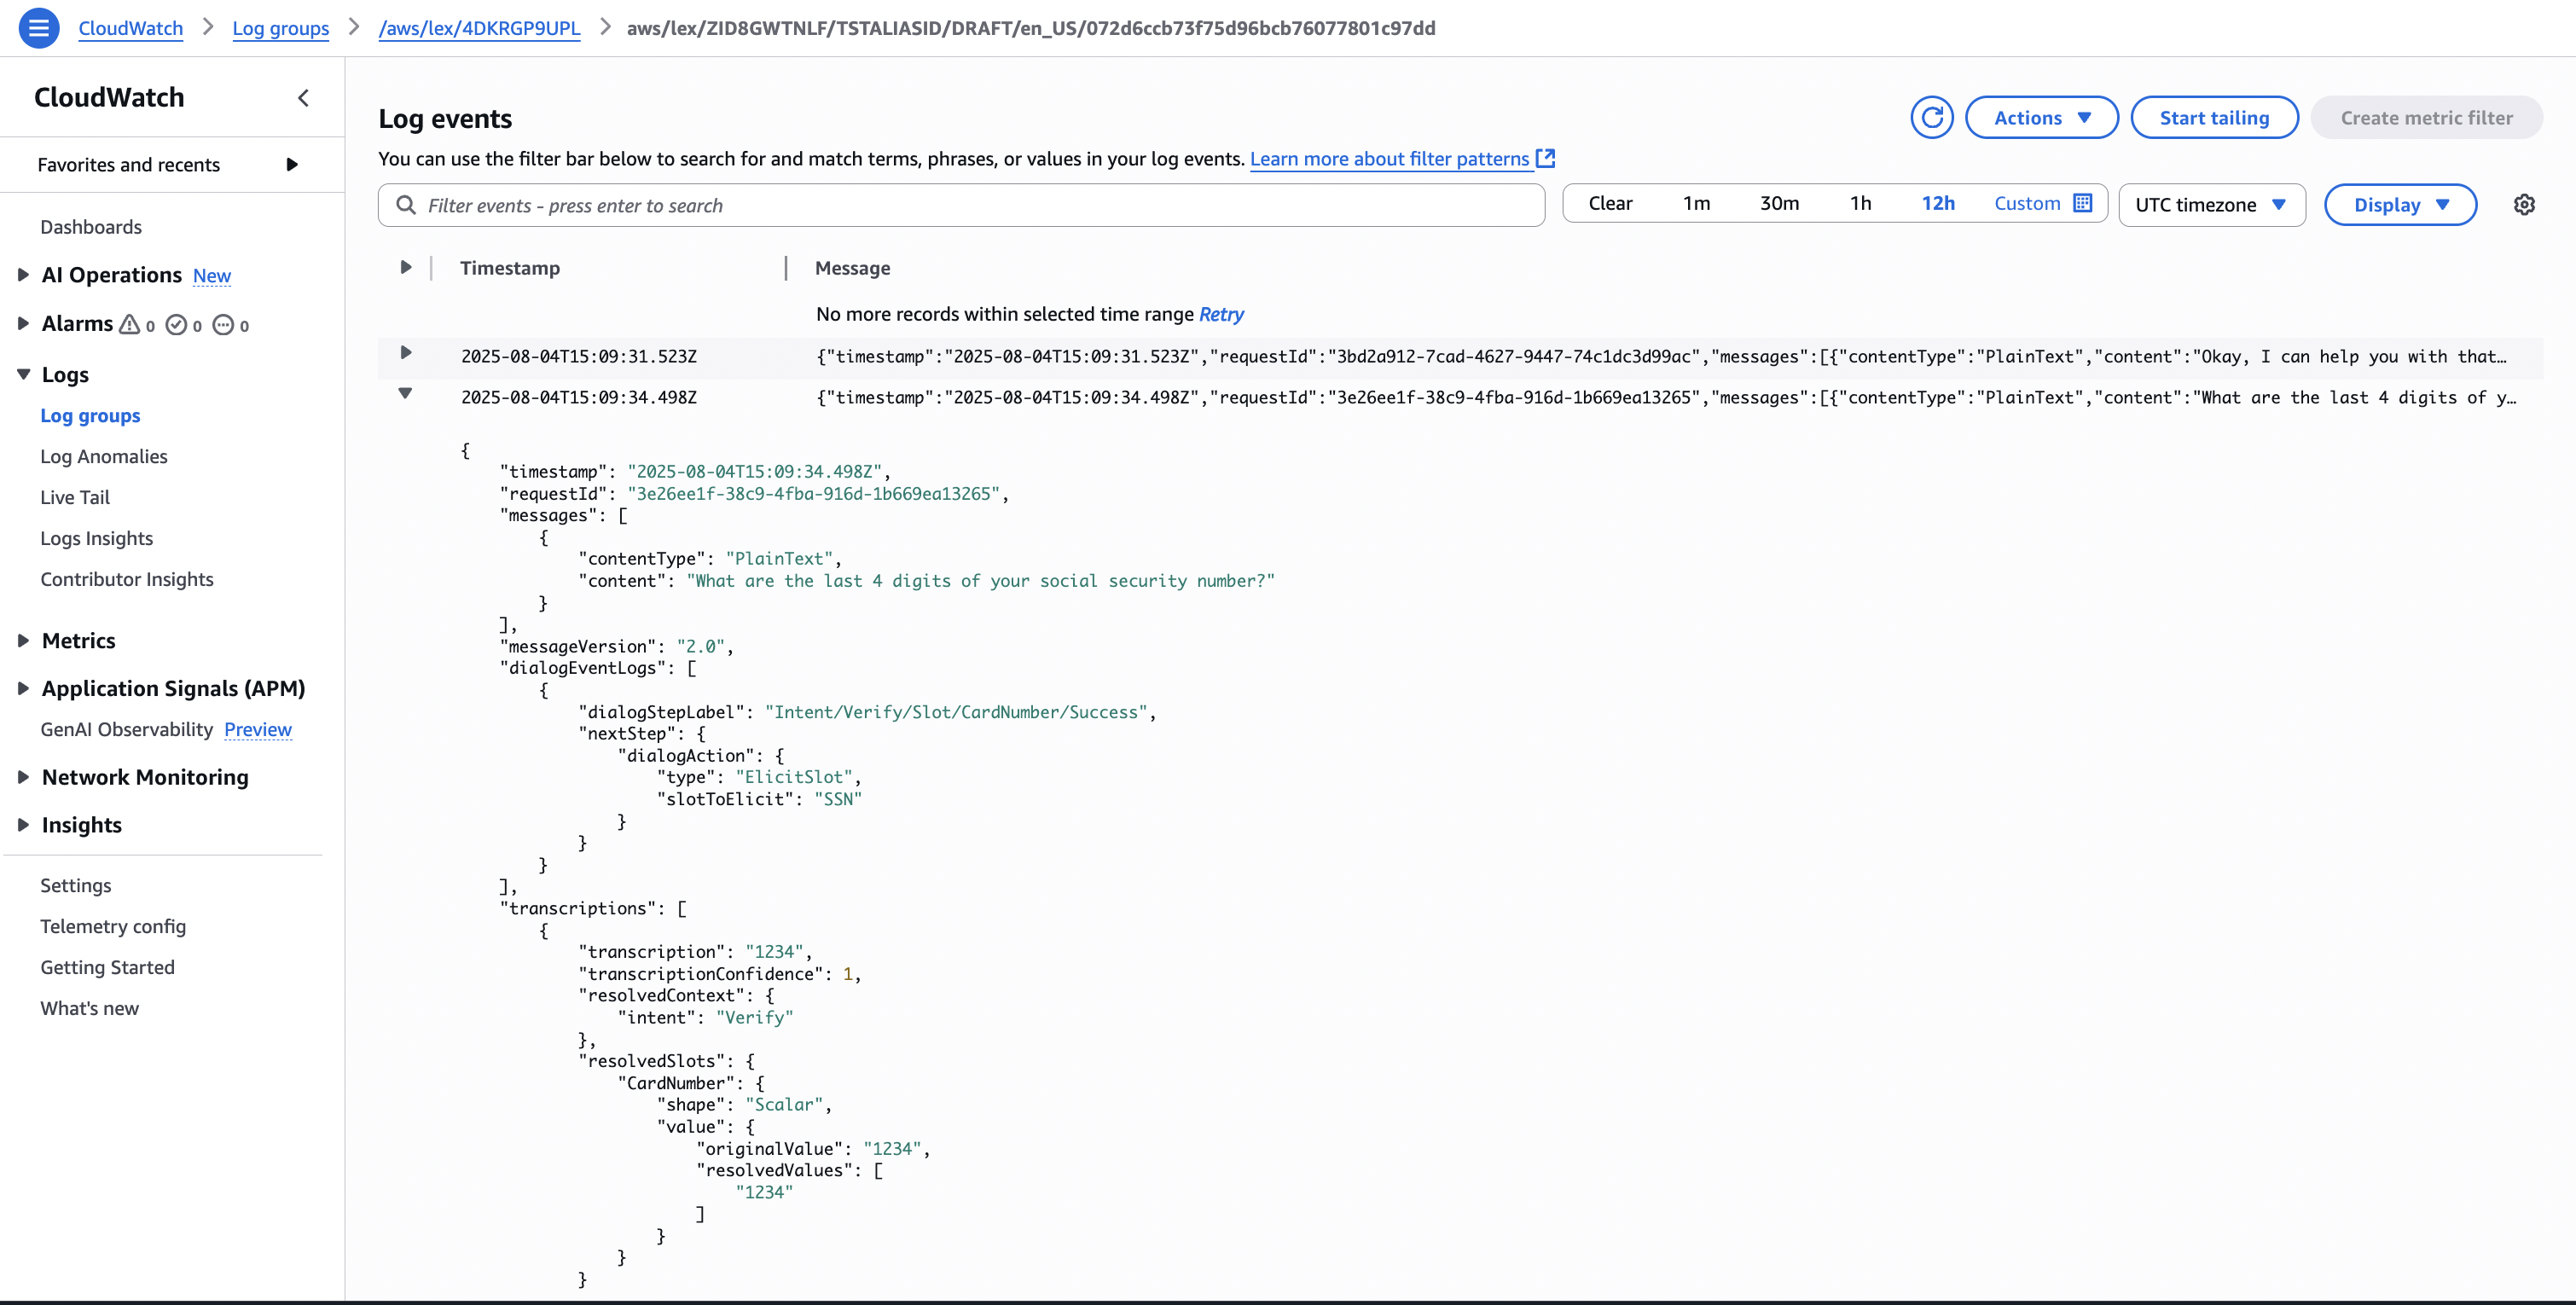 CloudWatch > Log groups > /aws/lex/4DKRGP9UPL > aws/lex/ZID8GWTNLF/TSTALIASID/DRAFT/en_US/072d6ccb73f75d96bcb76077801c97dd
CloudWatch
Favorites and recents
Dashboards
AI Operations New
Alarms 0 0 0
Logs
Log groups
Log Anomalies
Live Tail
Logs Insights
Contributor Insights
Metrics
Application Signals (APM)
GenAI Observability Preview
Network Monitoring
Insights
Settings
Telemetry config
Getting Started
What's new
Log events
Actions
Start tailing
Create metric filter
You can use the filter bar below to search for and match terms, phrases, or values in your log events. Learn more about filter patterns
Filter events - press enter to search
Clear 1m 30m 1h 12h Custom
UTC timezone
Display
Timestamp Message
No more records within selected time range Retry
2025-08-04T15:09:31.523Z {"timestamp":"2025-08-04T15:09:31.523Z","requestId":"3bd2a912-7cad-4627-9447-74c1dc3d99ac","messages":[{"contentType":"PlainText","content":"Okay, I can help you with that…
2025-08-04T15:09:34.498Z {"timestamp":"2025-08-04T15:09:34.498Z","requestId":"3e26ee1f-38c9-4fba-916d-1b669ea13265","messages":[{"contentType":"PlainText","content":"What are the last 4 digits of y…
{
"timestamp": "2025-08-04T15:09:34.498Z",
"requestId": "3e26ee1f-38c9-4fba-916d-1b669ea13265",
"messages": [
{
"contentType": "PlainText",
"content": "What are the last 4 digits of your social security number?"
}
],
"messageVersion": "2.0",
"dialogEventLogs": [
{
"dialogStepLabel": "Intent/Verify/Slot/CardNumber/Success",
"nextStep": {
"dialogAction": {
"type": "ElicitSlot",
"slotToElicit": "SSN"
}
}
}
],
"transcriptions": [
{
"transcription": "1234",
"transcriptionConfidence": 1,
"resolvedContext": {
"intent": "Verify"
},
"resolvedSlots": {
"CardNumber": {
"shape": "Scalar",
"value": {
"originalValue": "1234",
"resolvedValues": [
"1234"
]
}
}
}